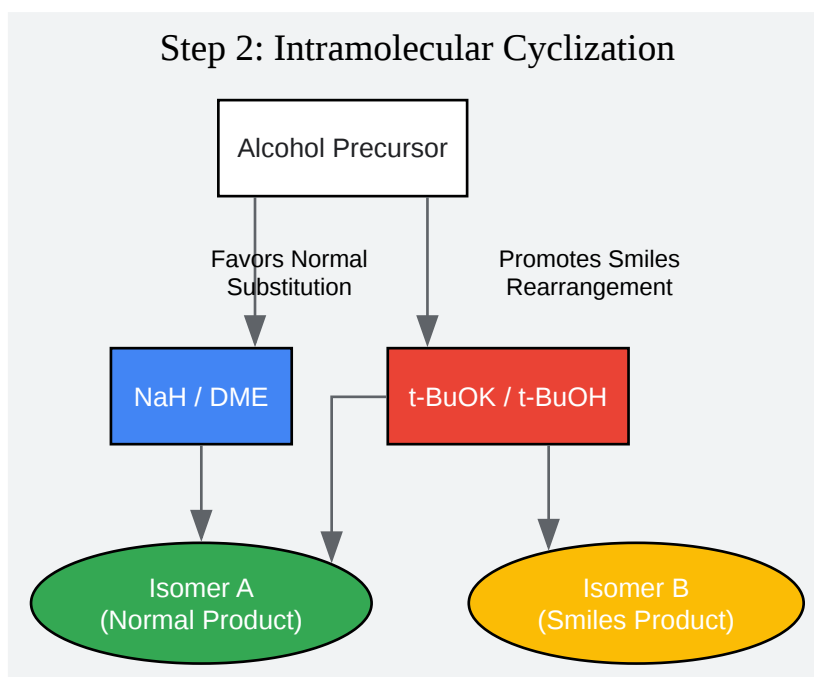 Step 2: Intramolecular Cyclization
Alcohol Precursor
Favors Normal
Substitution
Promotes Smiles
Rearrangement
NaH / DME
t-BuOK / t-BuOH
Isomer A
(Normal Product)
Isomer B
(Smiles Product)